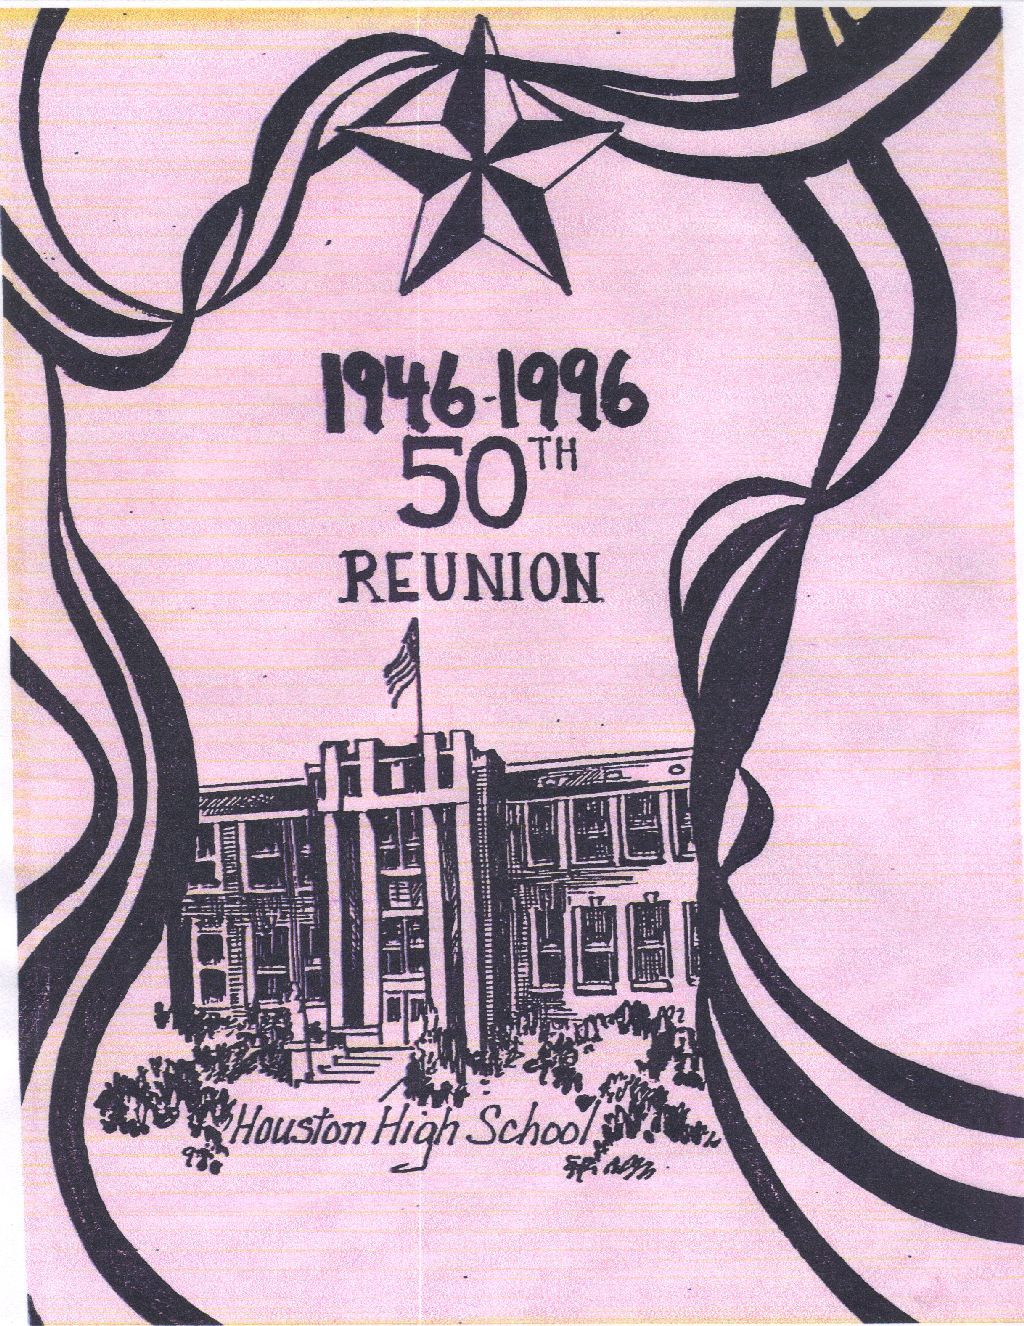 1946-1996
50TH
REUNION
Houston High School